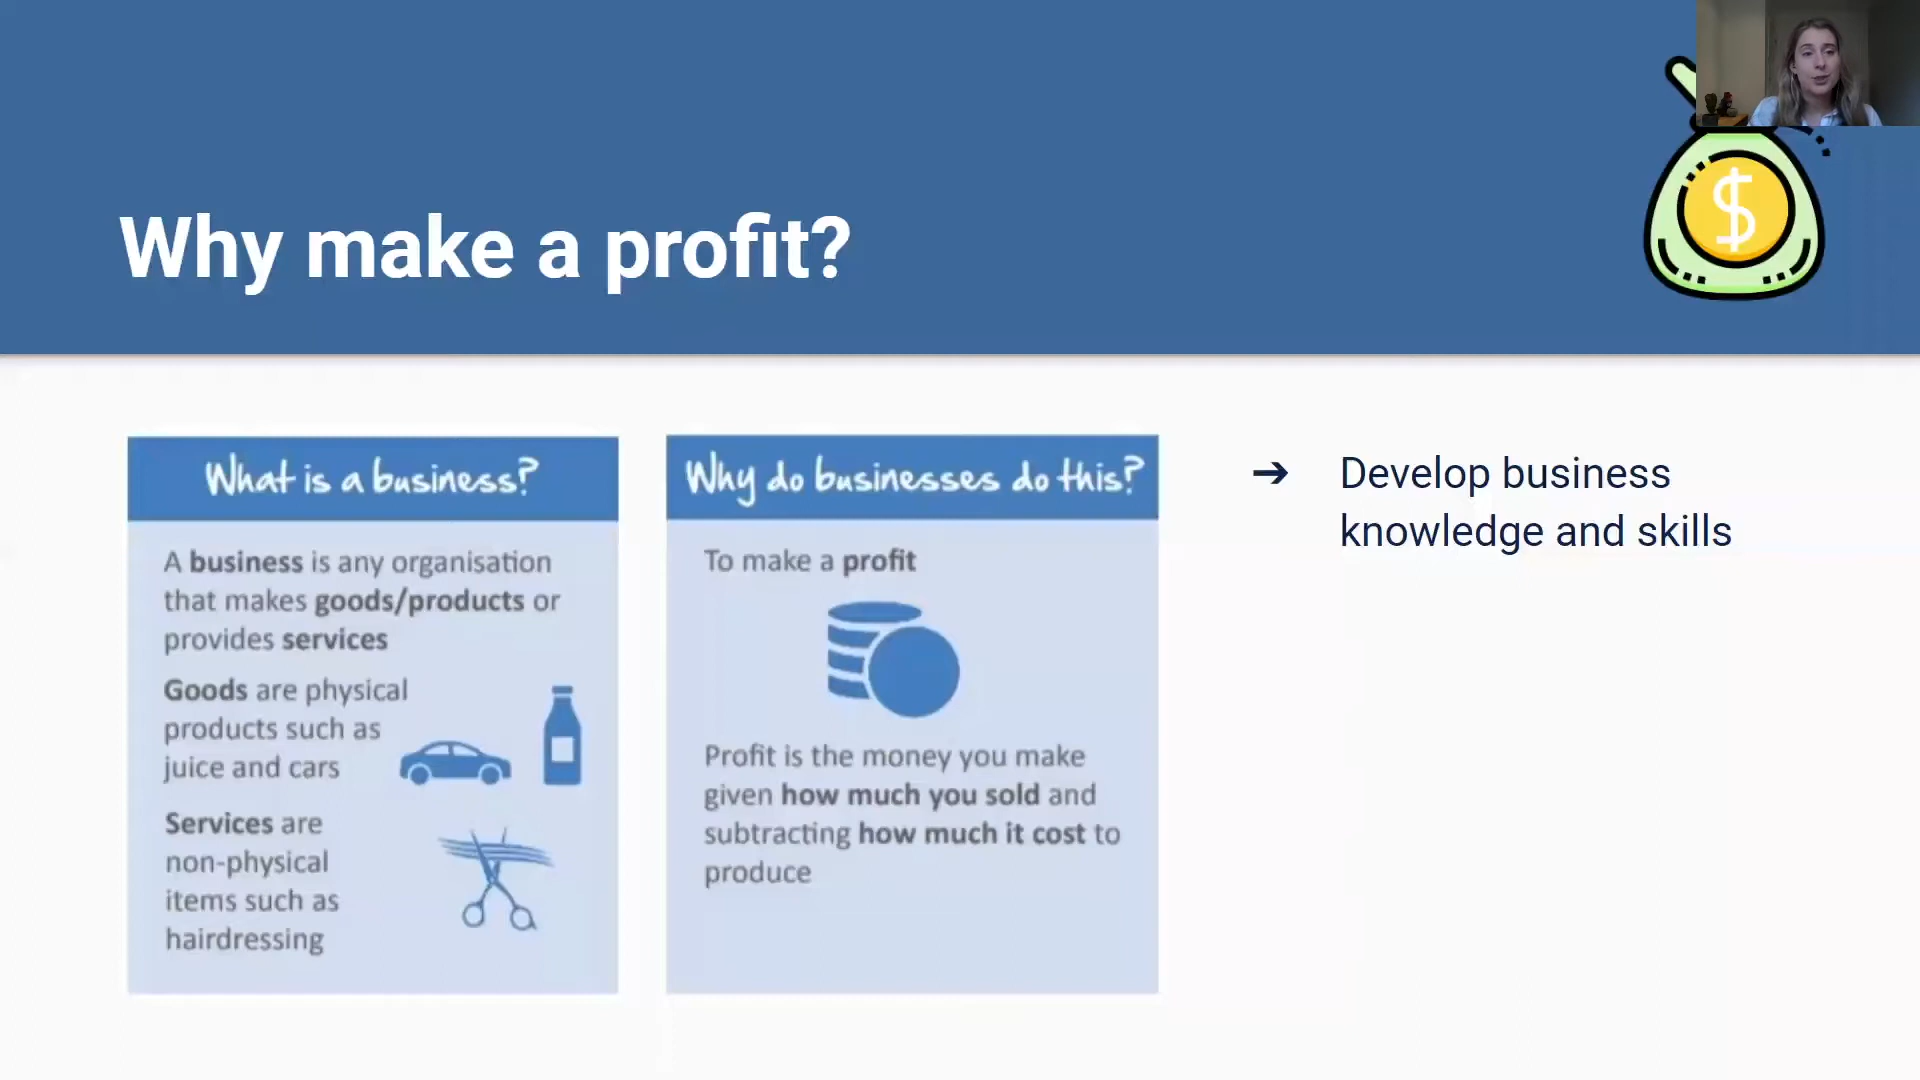 Why make a profit?
$
What is a business?
A business is any organisation
that makes goods/products or
provides services
Goods are physical
products such as
juice and cars
Services are
non-physical
items such as
hairdressing
Why do businesses do this?
To make a profit
Profit is the money you make
given how much you sold and
subtracting how much it cost to
produce
➔ Develop business
knowledge and skills